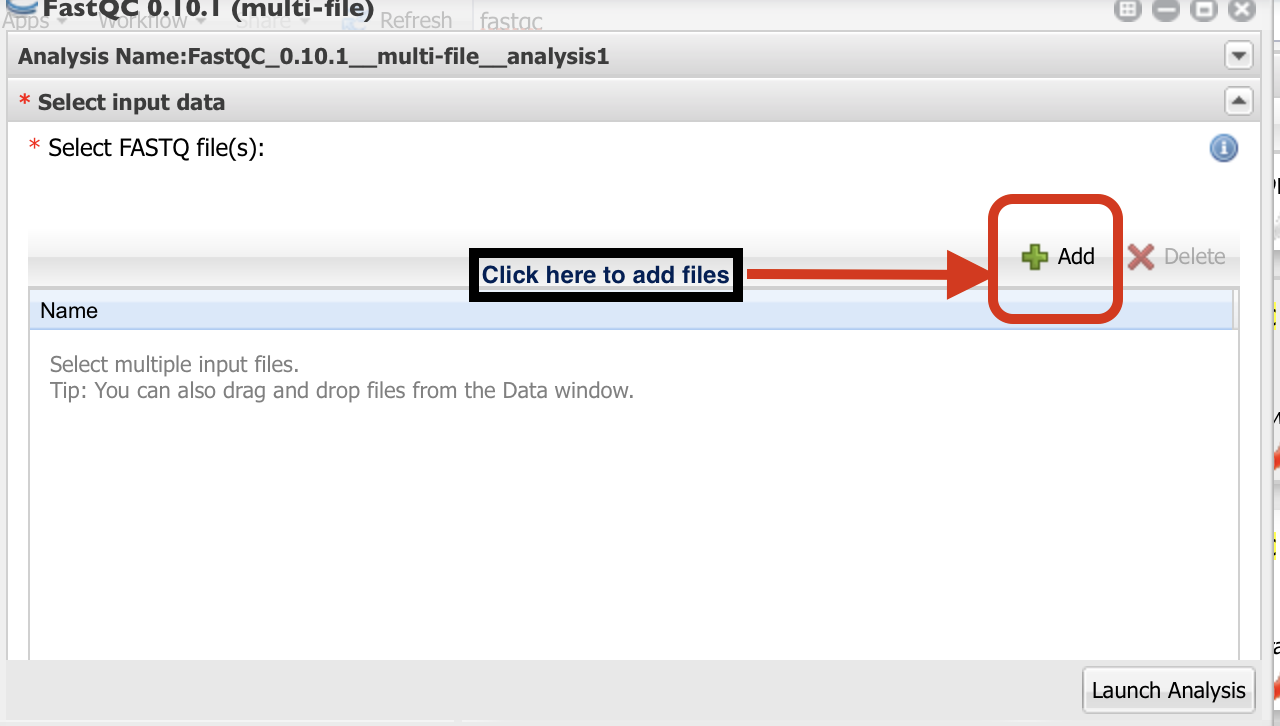 FastQC 0.10.1 (multi-file)
Apps Workflow Share Refresh fastqc
Analysis Name:FastQC_0.10.1__multi-file__analysis1
* Select input data
* Select FASTQ file(s):
Add Delete
Click here to add files
Name
Select multiple input files.
Tip: You can also drag and drop files from the Data window.
Launch Analysis